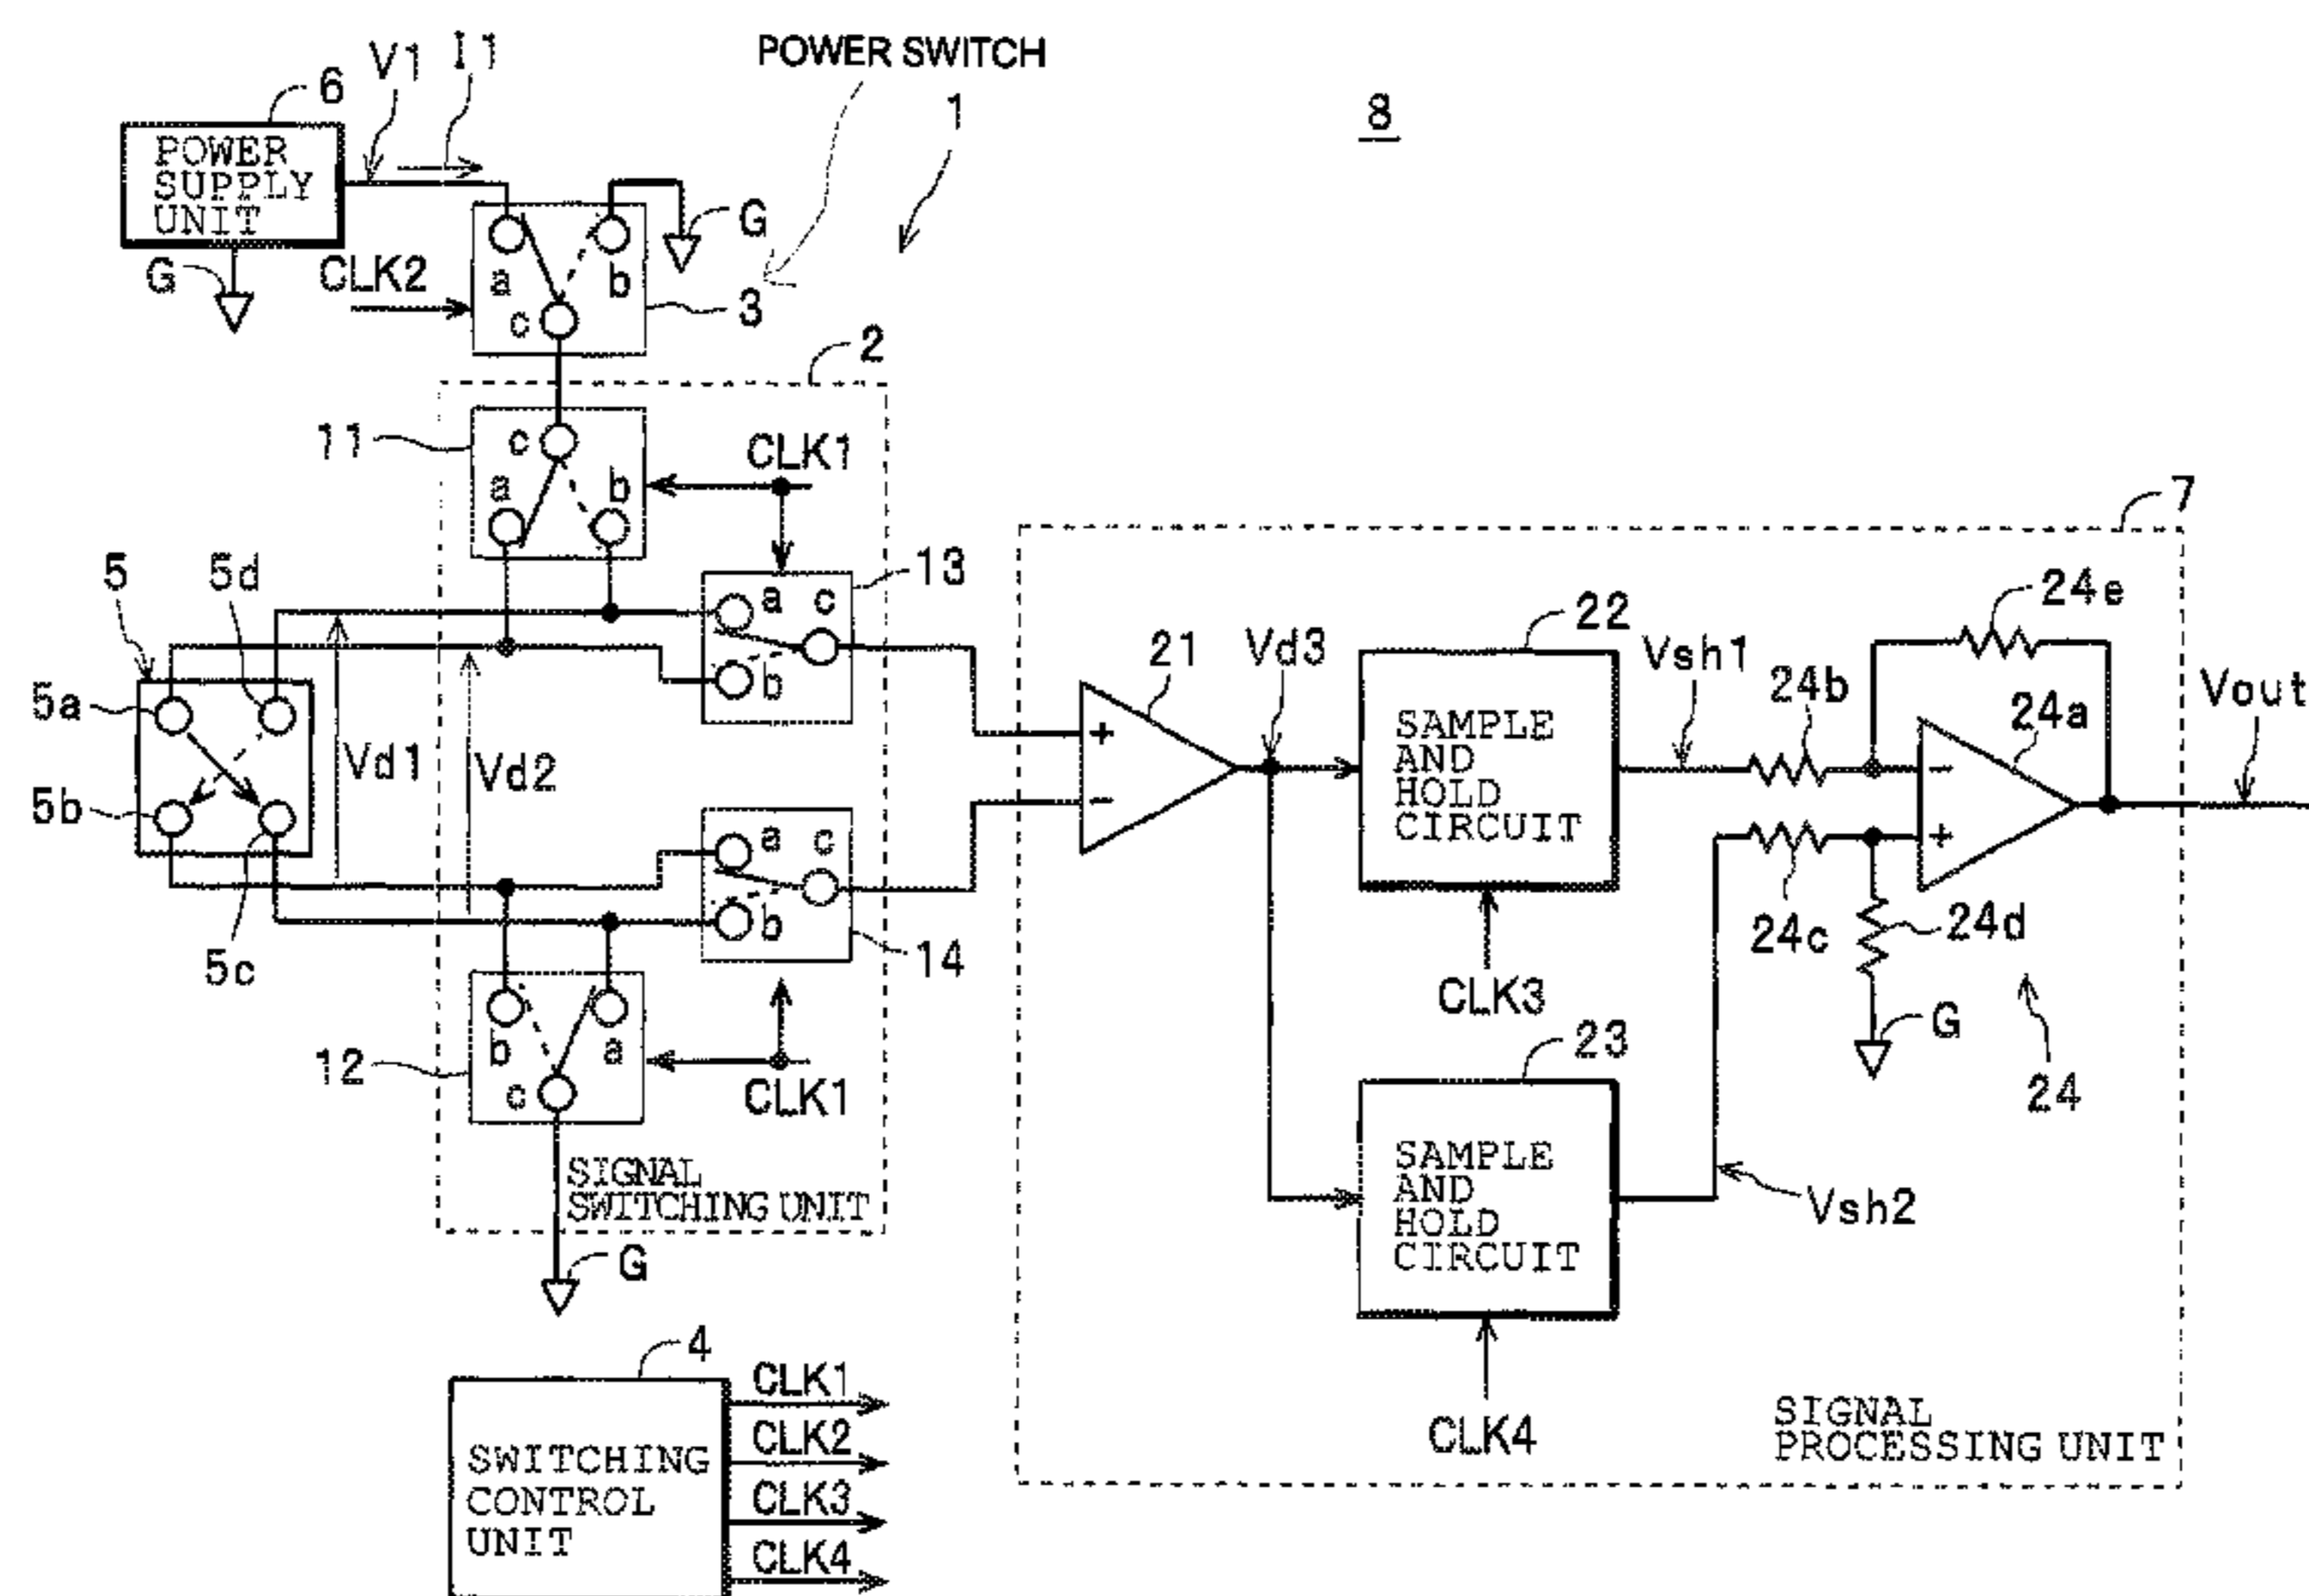 POWER SWITCH
V1
I1
6
1
8
POWER
SUPPLY
UNIT
G
G
CLK2
a
b
c
3
2
11
c
a
b
CLK1
7
5
5d
13
a
c
b
22
24e
5a
Vd1
Vd2
21
Vd3
Vsh1
24b
24a
Vout
+
-
SAMPLE
AND
HOLD
CIRCUIT
-
+
5b
5c
a
c
b
14
24c
24d
CLK3
G
24
12
b
a
c
CLK1
23
SAMPLE
AND
HOLD
CIRCUIT
Vsh2
SIGNAL
SWITCHING UNIT
G
CLK4
SIGNAL
PROCESSING UNIT
4
SWITCHING
CONTROL
UNIT
CLK1
CLK2
CLK3
CLK4